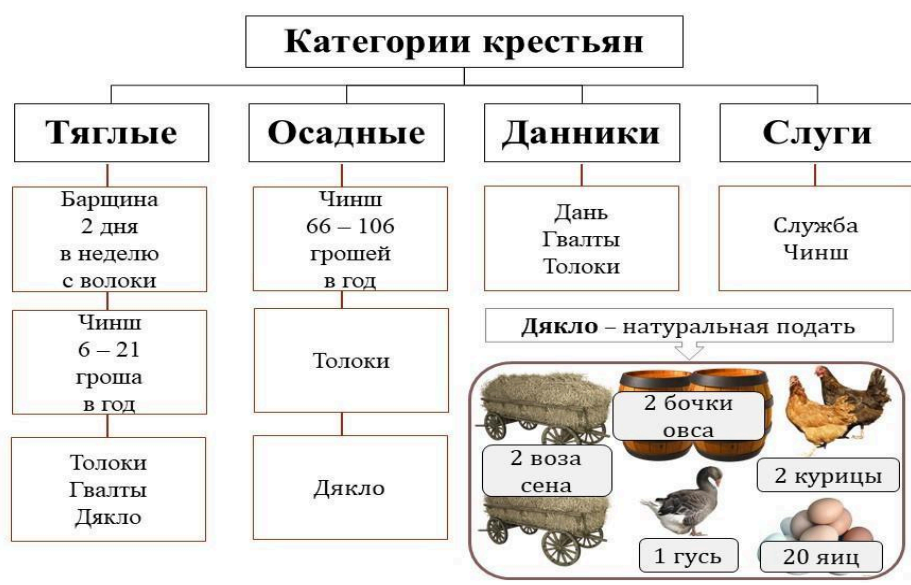 Категории крестьян
Тяглые
Барщина
2 дня
в неделю
с волоки
Чинш
6 – 21
гроша
в год
Толоки
Гвалты
Дякло
Осадные
Чинш
66 – 106
грошей
в год
Толоки
Дякло
Данники
Дань
Гвалты
Толоки
Слуги
Служба
Чинш
Дякло – натуральная подать
2 воза
сена
2 бочки
овса
2 курицы
1 гусь
20 яиц